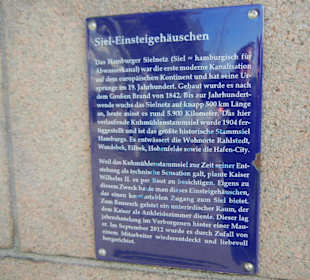 Siel-Einsteigehäuschen
Das Hamburger Sielnetz (Siel = hamburgisch für
Abwasserkanal) war die erste moderne Kanalisation
auf dem europäischen Kontinent und hat seine Ur-
sprünge im 19. Jahrhundert. Gebaut wurde es nach
dem Großen Brand von 1842. Bis zur Jahrhundert-
wende wuchs das Sielnetz auf knapp 500 km Länge
an, heute misst es rund 5.900 Kilometer. Das hier
verlaufende Kuhmühlenstammsiel wurde 1904 fer-
tiggestellt und ist das größte historische Stammsiel
Hamburgs. Es entwässert die Wohnorte Rahlstedt,
Wandsbek, Eilbek, Hohenfelde sowie die Hafen-City.
Weil das Kuhmühlenstammsiel zur Zeit seiner Ent-
stehung als technische Sensation galt, plante Kaiser
Wilhelm II. es per Boot zu besichtigen. Eigens zu
diesem Zweck baute man dieses Einsteigehäuschen,
der einen komfortablen Zugang zum Siel bietet.
Zum Bauwerk gehört ein unterirdischer Raum, der
dem Kaiser als Ankleidezimmer diente. Dieser lag
jahrzehntelang im Verborgenen hinter einer Mau-
er. Im September 2012 wurde es durch Zufall von
einem Mitarbeiter wiederentdeckt und liebevoll
hergerichtet.